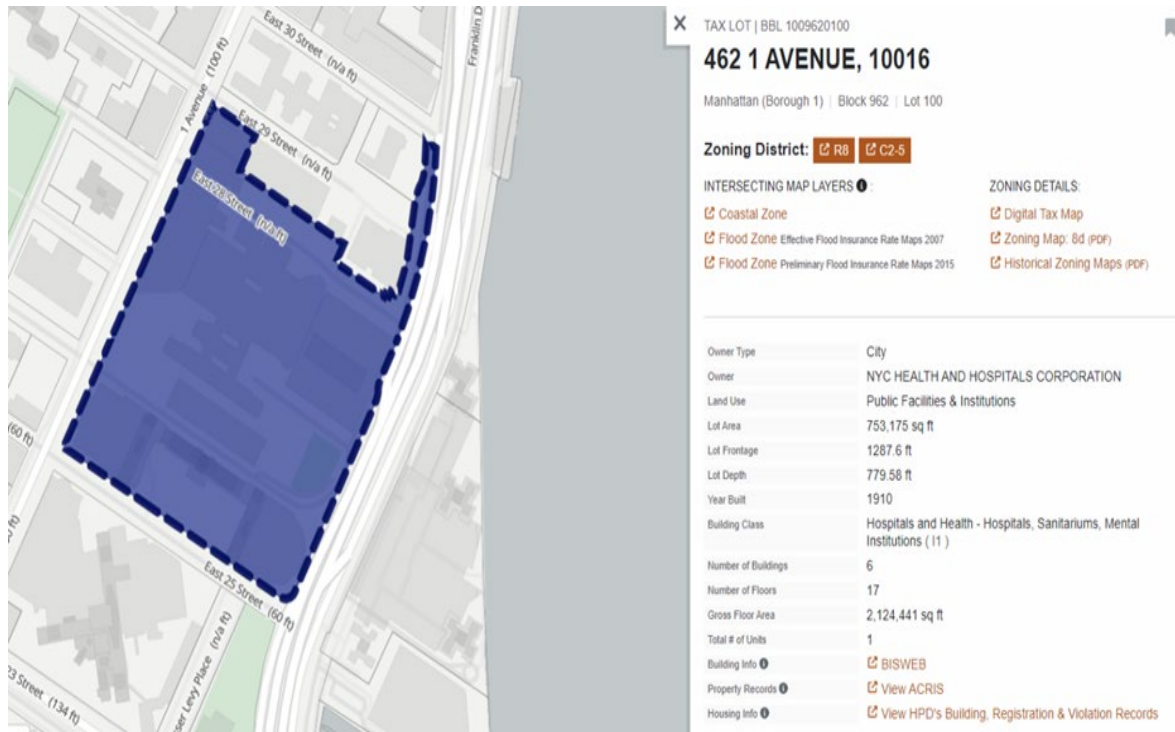 East 30 Street (n/a ft)
Franklin D
1 Avenue (100 ft)
East 29 Street (n/a ft)
East 28 Street (n/a ft)
(60 ft)
East 25 Street (60 ft)
ser Levy Place (n/a ft)
23 Street (134 ft)
X
TAX LOT | BBL 1009620100
462 1 AVENUE, 10016
Manhattan (Borough 1) | Block 962 | Lot 100
Zoning District: R8 C2-5
INTERSECTING MAP LAYERS : ZONING DETAILS:
Coastal Zone Digital Tax Map
Flood Zone Effective Flood Insurance Rate Maps 2007 Zoning Map: 8d (PDF)
Flood Zone Preliminary Flood Insurance Rate Maps 2015 Historical Zoning Maps (PDF)
Owner Type City
Owner NYC HEALTH AND HOSPITALS CORPORATION
Land Use Public Facilities & Institutions
Lot Area 753,175 sq ft
Lot Frontage 1287.6 ft
Lot Depth 779.58 ft
Year Built 1910
Building Class Hospitals and Health - Hospitals, Sanitariums, Mental
Institutions ( I1 )
Number of Buildings 6
Number of Floors 17
Gross Floor Area 2,124,441 sq ft
Total # of Units 1
Building Info BISWEB
Property Records View ACRIS
Housing Info View HPD's Building, Registration & Violation Records